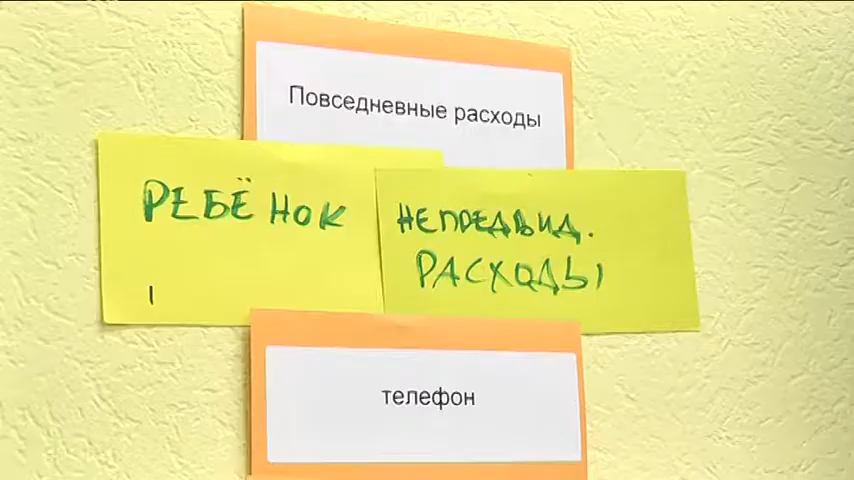 Повседневные расходы
РЕБЁНОК
НЕПРЕДВИД.
РАСХОДЫ
телефон